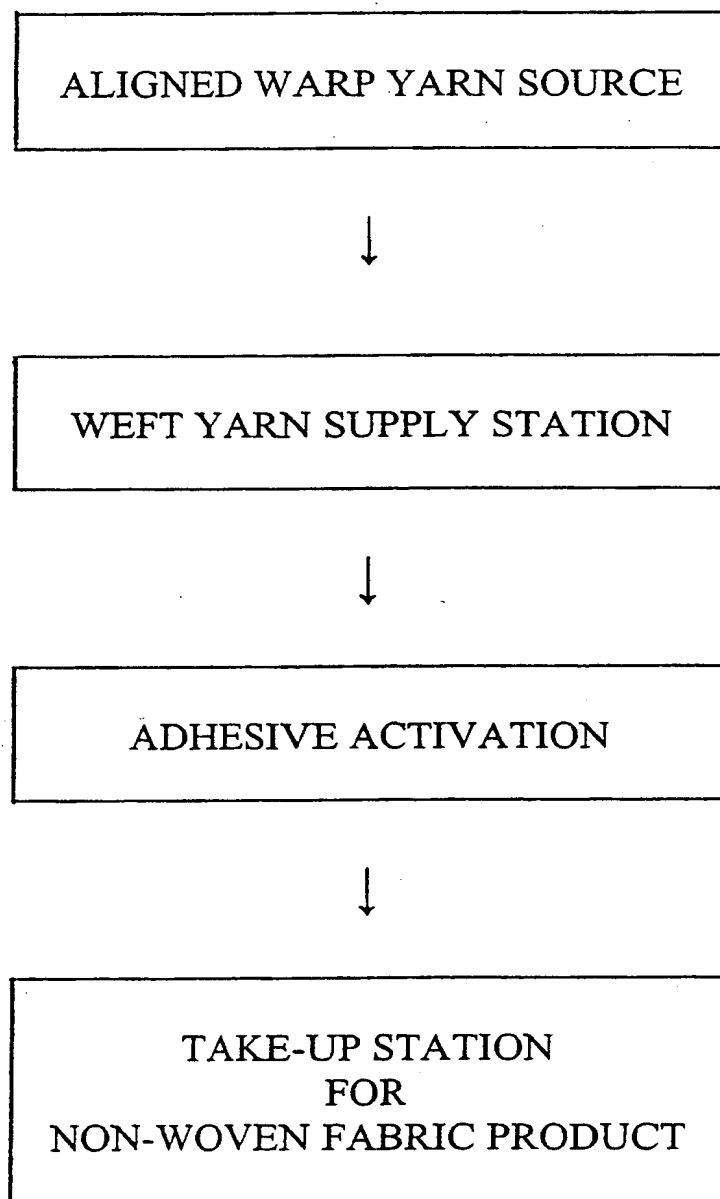 ALIGNED WARP YARN SOURCE
↓
WEFT YARN SUPPLY STATION
↓
ADHESIVE ACTIVATION
↓
TAKE-UP STATION
FOR
NON-WOVEN FABRIC PRODUCT